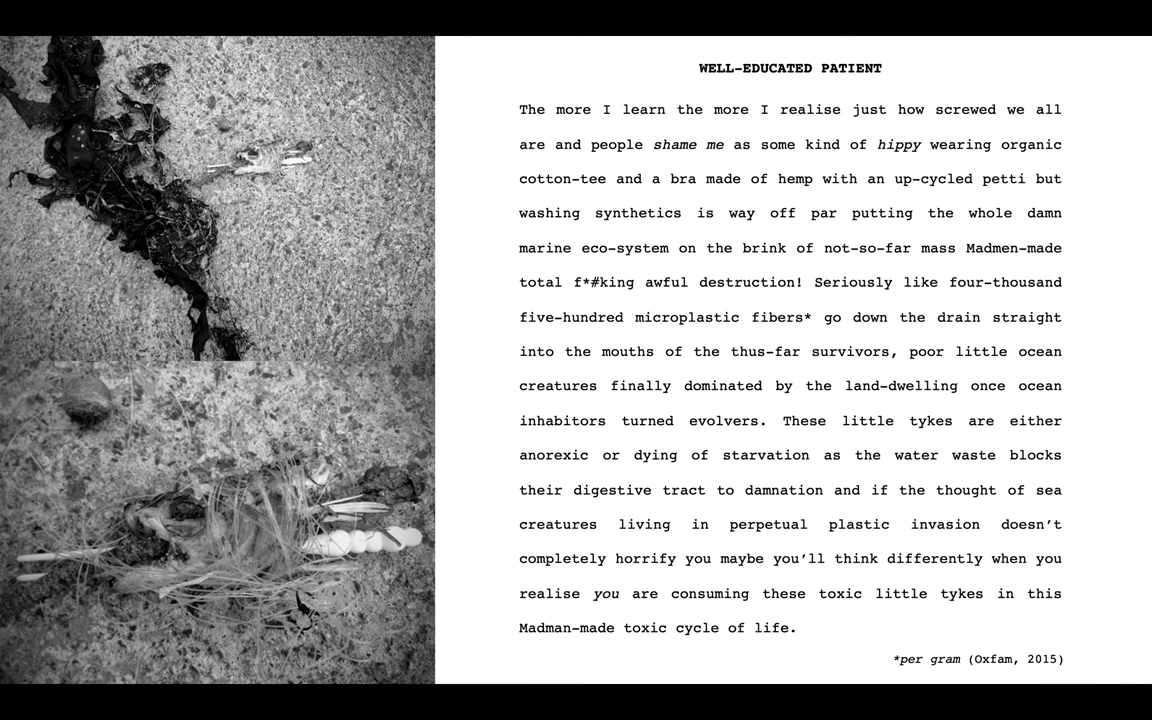 WELL-EDUCATED PATIENT
The more I learn the more I realise just how screwed we all
are and people shame me as some kind of hippy wearing organic
cotton-tee and a bra made of hemp with an up-cycled petti but
washing synthetics is way off par putting the whole damn
marine eco-system on the brink of not-so-far mass Madmen-made
total f*#king awful destruction! Seriously like four-thousand
five-hundred microplastic fibers* go down the drain straight
into the mouths of the thus-far survivors, poor little ocean
creatures finally dominated by the land-dwelling once ocean
inhabitors turned evolvers. These little tykes are either
anorexic or dying of starvation as the water waste blocks
their digestive tract to damnation and if the thought of sea
creatures living in perpetual plastic invasion doesn’t
completely horrify you maybe you’ll think differently when you
realise you are consuming these toxic little tykes in this
Madman-made toxic cycle of life.
*per gram (Oxfam, 2015)